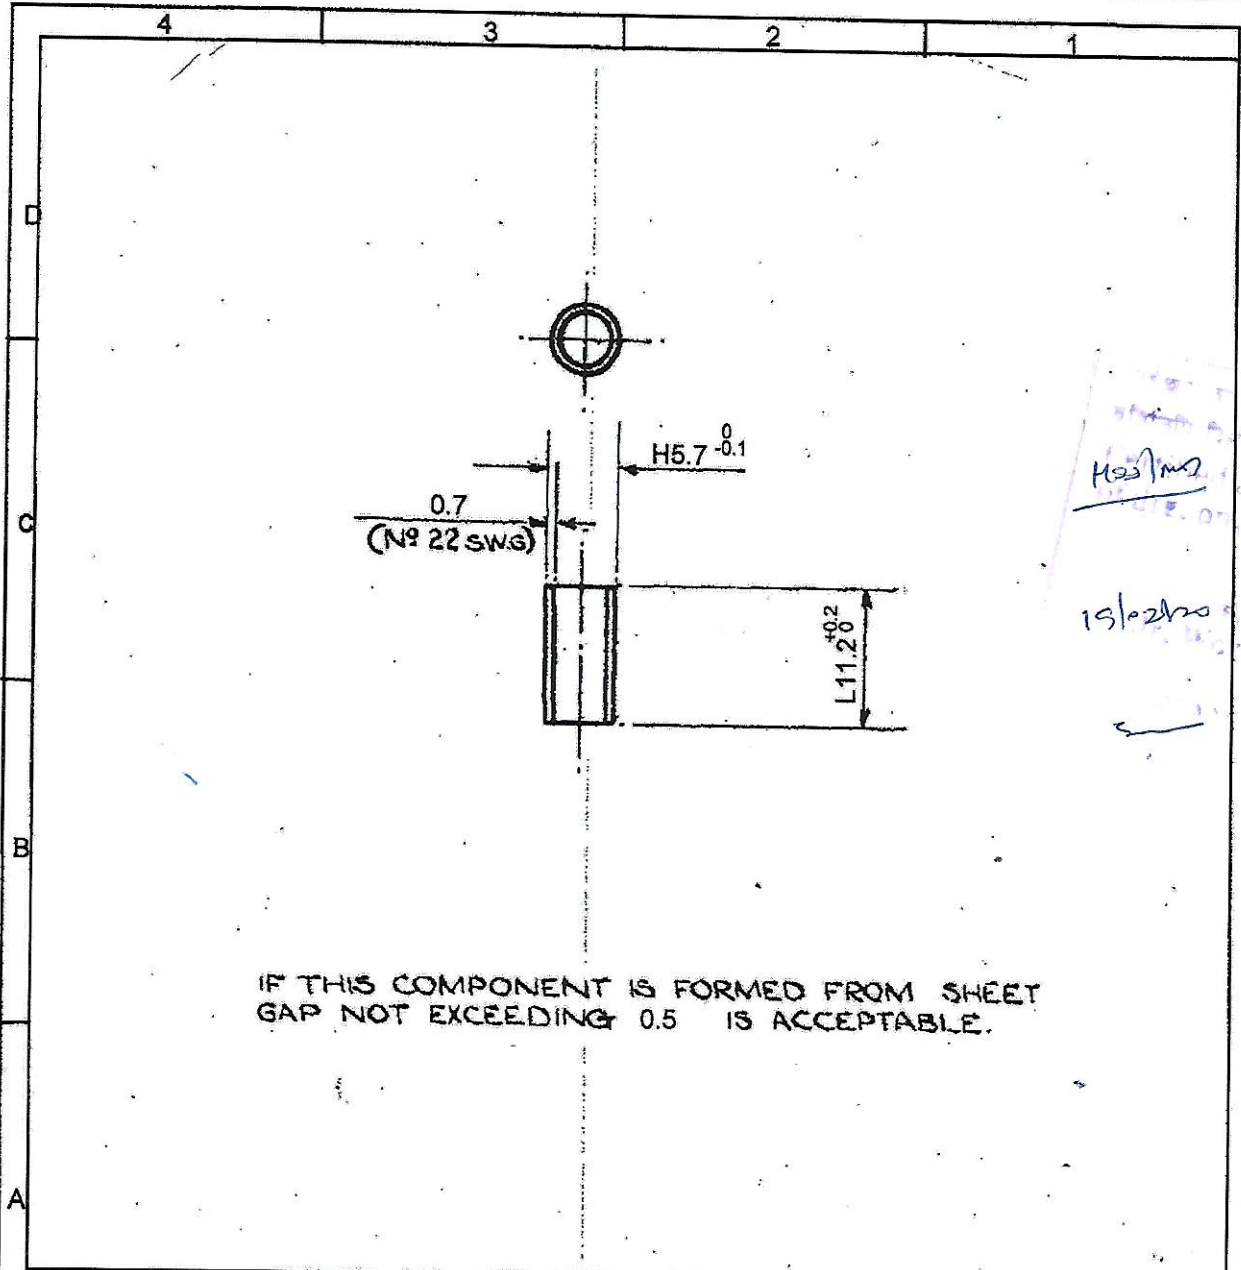 4 3 2 1
D
H5.7 0 -0.1
0.7
(Nº 22 SWG)
C
L11.2 +0.2 0
B
IF THIS COMPONENT IS FORMED FROM SHEET
GAP NOT EXCEEDING 0.5 IS ACCEPTABLE.
A